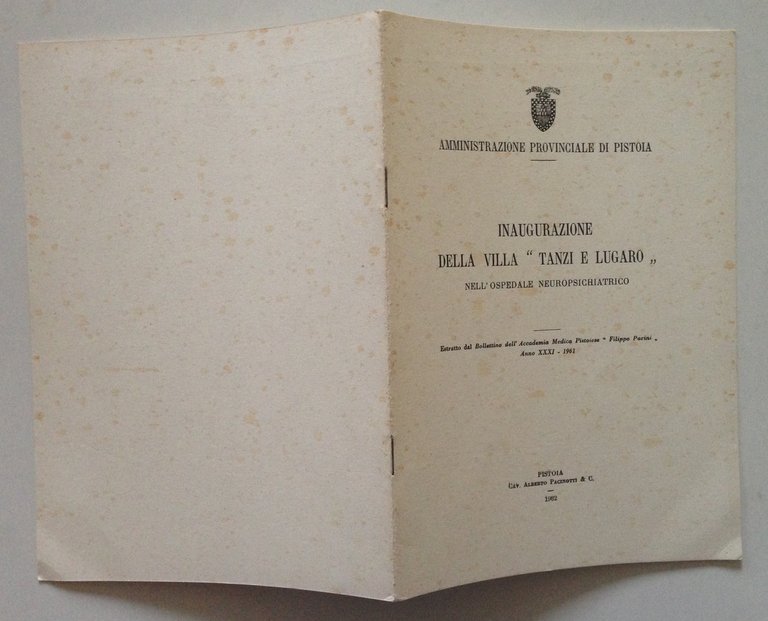 AMMINISTRAZIONE PROVINCIALE DI PISTOIA
INAUGURAZIONE
DELLA VILLA “ TANZI E LUGARO „
NELL'OSPEDALE NEUROPSICHIATRICO
Estratto dal Bollettino dell'Accademia Medica Pistoiese “ Filippo Pacini „
Anno XXXI - 1961
PISTOIA
CAV. ALBERTO PACINOTTI & C.
1962